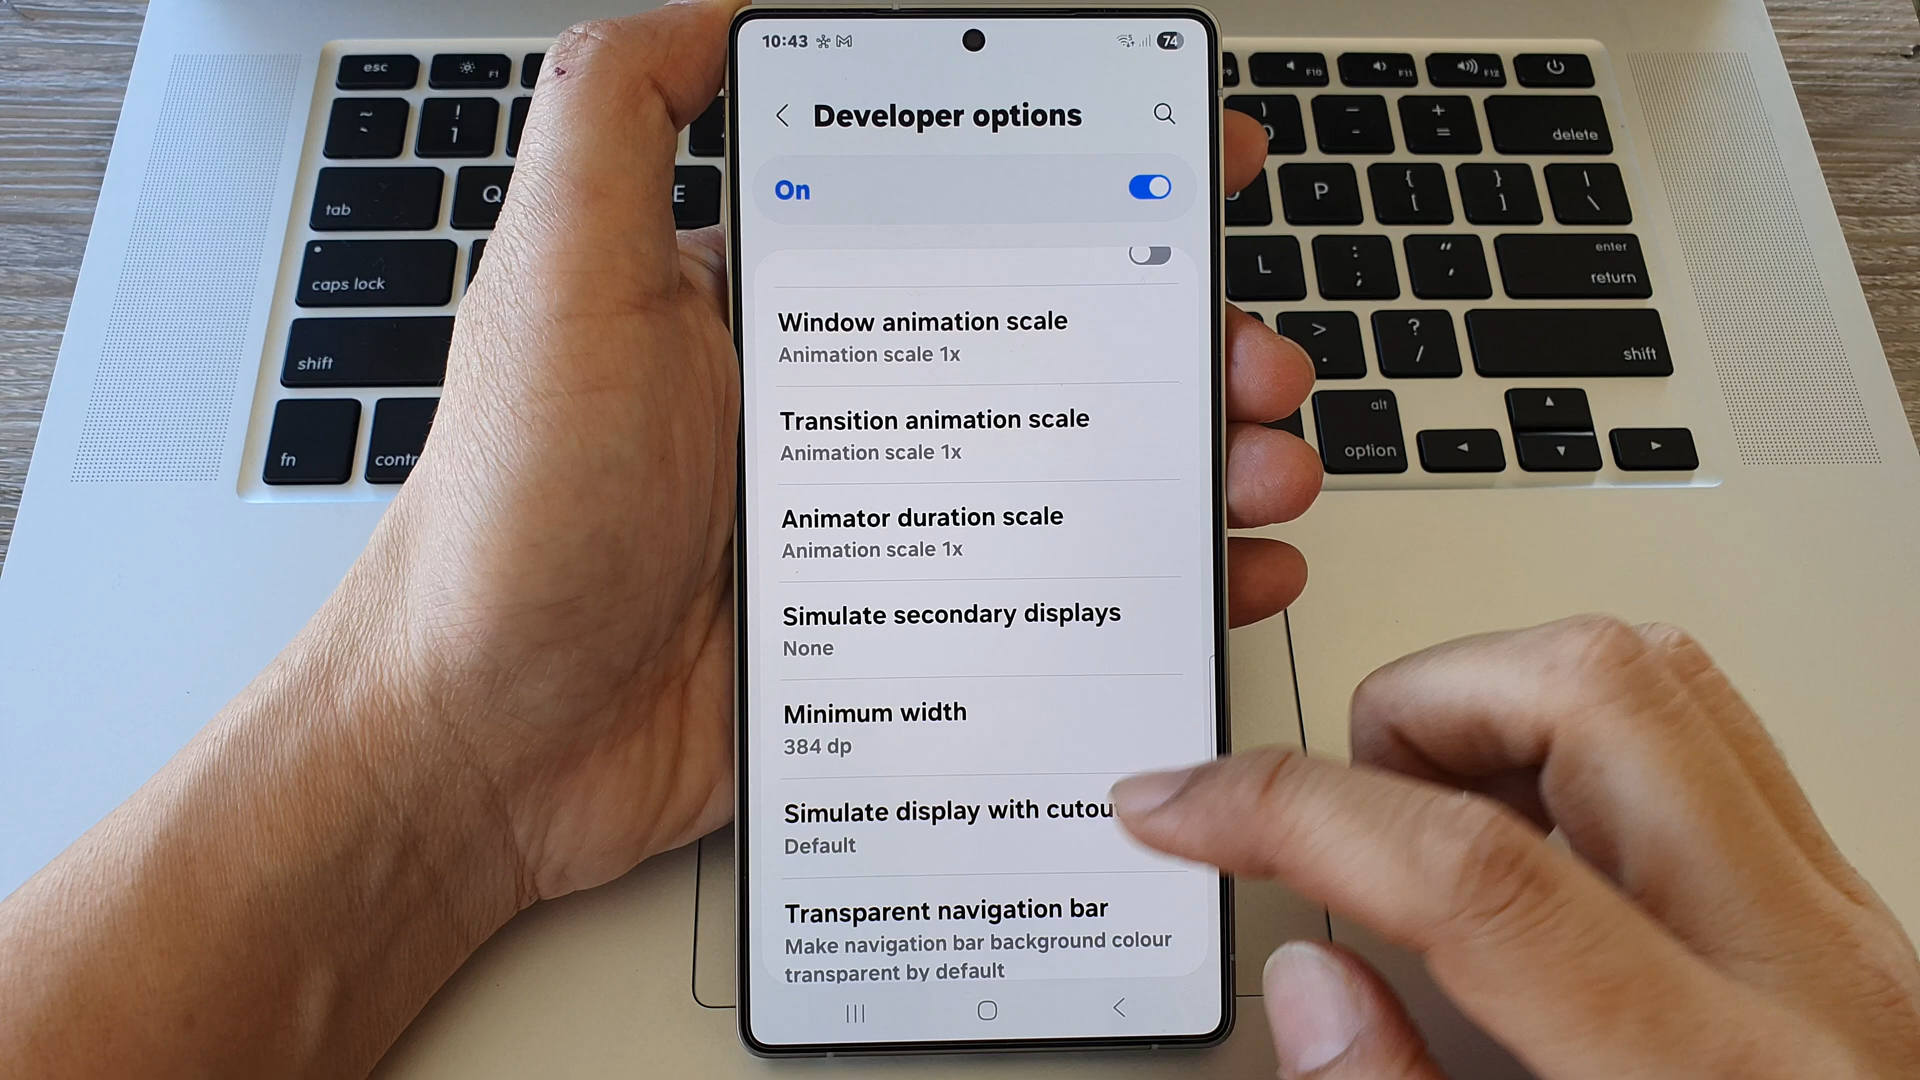 10:43
74
Developer options
On
Window animation scale
Animation scale 1x
Transition animation scale
Animation scale 1x
Animator duration scale
Animation scale 1x
Simulate secondary displays
None
Minimum width
384 dp
Simulate display with cutou
Default
Transparent navigation bar
Make navigation bar background colour
transparent by default
esc
F1
F10
F11
F12
~
`
!
1
)
-
+
=
delete
tab
Q
E
P
{
[
}
]
|
\
caps lock
L
:
;
"
'
enter
return
shift
>
.
?
/
shift
fn
contr
alt
option